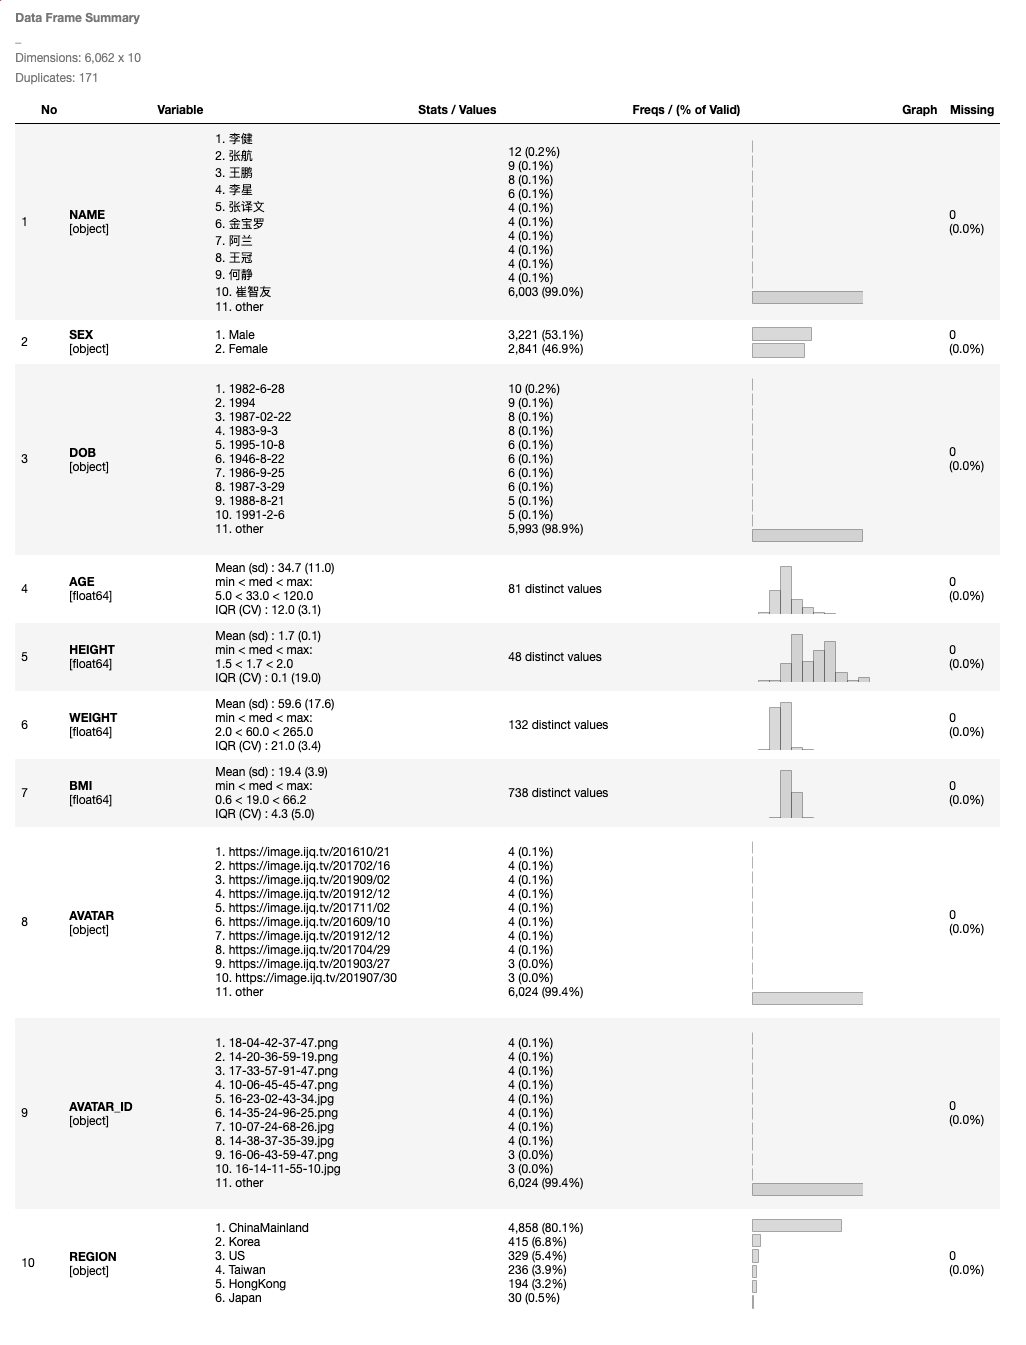 Data Frame Summary
_
Dimensions: 6,062 x 10
Duplicates: 171
No Variable Stats / Values Freqs / (% of Valid) Graph Missing
1
NAME
[object]
1. 李健
2. 张航
3. 王鹏
4. 李星
5. 张译文
6. 金宝罗
7. 阿兰
8. 王冠
9. 何静
10. 崔智友
11. other
12 (0.2%)
9 (0.1%)
8 (0.1%)
6 (0.1%)
4 (0.1%)
4 (0.1%)
4 (0.1%)
4 (0.1%)
4 (0.1%)
4 (0.1%)
6,003 (99.0%)
0
(0.0%)
2
SEX
[object]
1. Male
2. Female
3,221 (53.1%)
2,841 (46.9%)
0
(0.0%)
3
DOB
[object]
1. 1982-6-28
2. 1994
3. 1987-02-22
4. 1983-9-3
5. 1995-10-8
6. 1946-8-22
7. 1986-9-25
8. 1987-3-29
9. 1988-8-21
10. 1991-2-6
11. other
10 (0.2%)
9 (0.1%)
8 (0.1%)
8 (0.1%)
6 (0.1%)
6 (0.1%)
6 (0.1%)
6 (0.1%)
5 (0.1%)
5 (0.1%)
5,993 (98.9%)
0
(0.0%)
4
AGE
[float64]
Mean (sd) : 34.7 (11.0)
min < med < max:
5.0 < 33.0 < 120.0
IQR (CV) : 12.0 (3.1)
81 distinct values
0
(0.0%)
5
HEIGHT
[float64]
Mean (sd) : 1.7 (0.1)
min < med < max:
1.5 < 1.7 < 2.0
IQR (CV) : 0.1 (19.0)
48 distinct values
0
(0.0%)
6
WEIGHT
[float64]
Mean (sd) : 59.6 (17.6)
min < med < max:
2.0 < 60.0 < 265.0
IQR (CV) : 21.0 (3.4)
132 distinct values
0
(0.0%)
7
BMI
[float64]
Mean (sd) : 19.4 (3.9)
min < med < max:
0.6 < 19.0 < 66.2
IQR (CV) : 4.3 (5.0)
738 distinct values
0
(0.0%)
8
AVATAR
[object]
1. https://image.ijq.tv/201610/21
2. https://image.ijq.tv/201702/16
3. https://image.ijq.tv/201909/02
4. https://image.ijq.tv/201912/12
5. https://image.ijq.tv/201711/02
6. https://image.ijq.tv/201609/10
7. https://image.ijq.tv/201912/12
8. https://image.ijq.tv/201704/29
9. https://image.ijq.tv/201903/27
10. https://image.ijq.tv/201907/30
11. other
4 (0.1%)
4 (0.1%)
4 (0.1%)
4 (0.1%)
4 (0.1%)
4 (0.1%)
4 (0.1%)
4 (0.1%)
3 (0.0%)
3 (0.0%)
6,024 (99.4%)
0
(0.0%)
9
AVATAR_ID
[object]
1. 18-04-42-37-47.png
2. 14-20-36-59-19.png
3. 17-33-57-91-47.png
4. 10-06-45-45-47.png
5. 16-23-02-43-34.jpg
6. 14-35-24-96-25.png
7. 10-07-24-68-26.jpg
8. 14-38-37-35-39.jpg
9. 16-06-43-59-47.png
10. 16-14-11-55-10.jpg
11. other
4 (0.1%)
4 (0.1%)
4 (0.1%)
4 (0.1%)
4 (0.1%)
4 (0.1%)
4 (0.1%)
4 (0.1%)
3 (0.0%)
3 (0.0%)
6,024 (99.4%)
0
(0.0%)
10
REGION
[object]
1. ChinaMainland
2. Korea
3. US
4. Taiwan
5. HongKong
6. Japan
4,858 (80.1%)
415 (6.8%)
329 (5.4%)
236 (3.9%)
194 (3.2%)
30 (0.5%)
0
(0.0%)